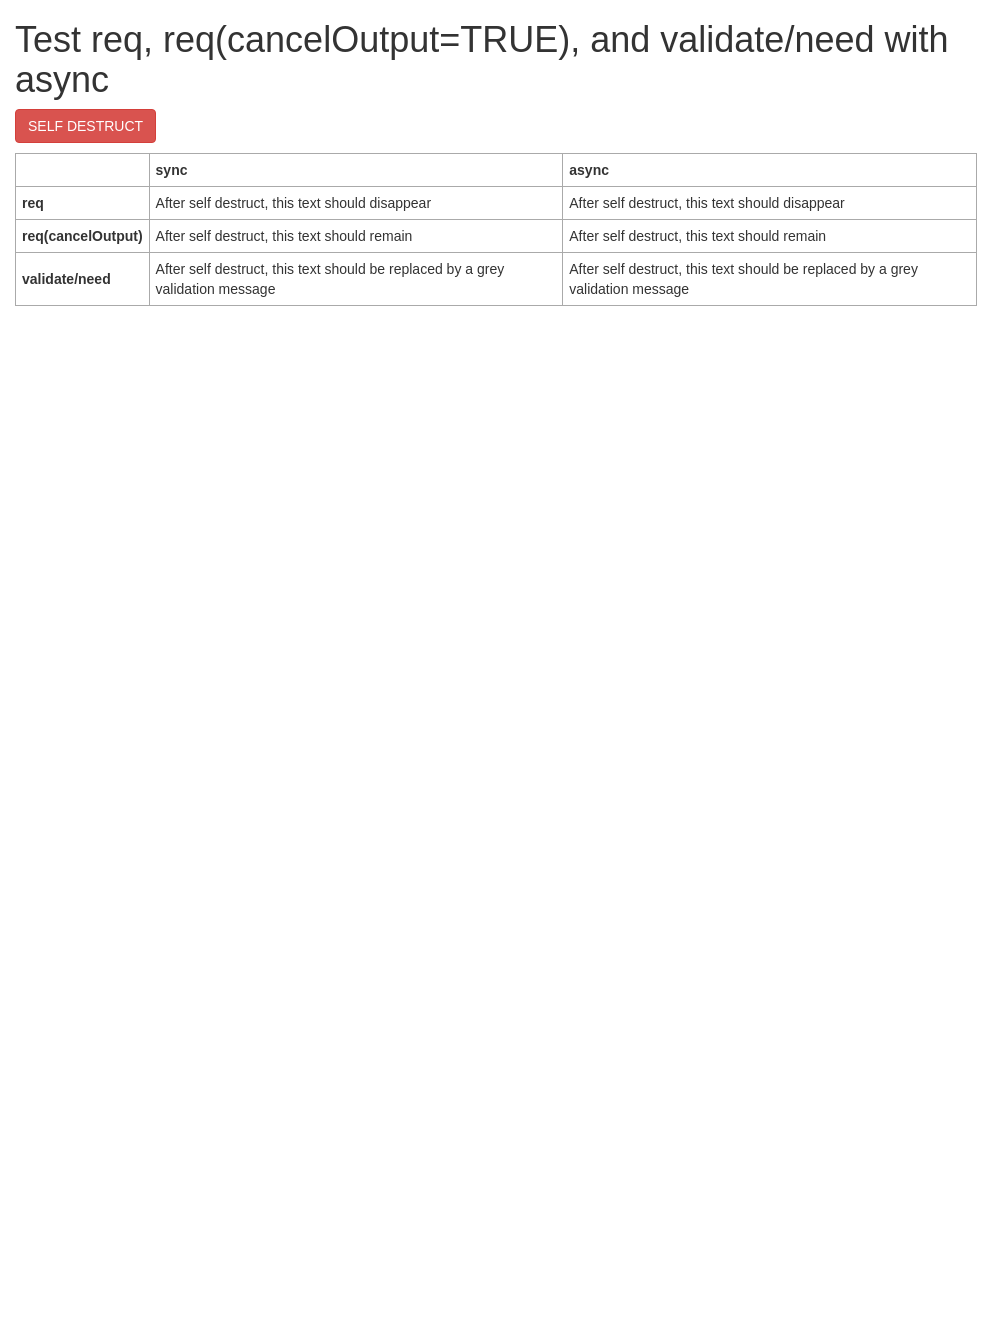 Test req, req(cancelOutput=TRUE), and validate/need with
async
SELF DESTRUCT
sync async
req After self destruct, this text should disappear After self destruct, this text should disappear
req(cancelOutput) After self destruct, this text should remain After self destruct, this text should remain
validate/need After self destruct, this text should be replaced by a grey validation message After self destruct, this text should be replaced by a grey validation message